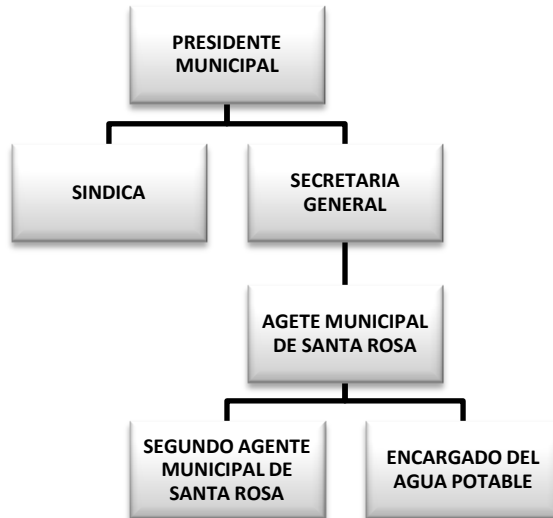 PRESIDENTE
MUNICIPAL
SINDICA
SECRETARIA
GENERAL
AGETE MUNICIPAL
DE SANTA ROSA
SEGUNDO AGENTE
MUNICIPAL DE
SANTA ROSA
ENCARGADO DEL
AGUA POTABLE